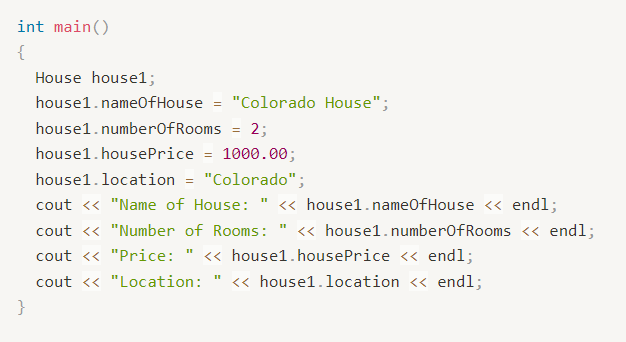 int main()
{
  House house1;
  house1.nameOfHouse = "Colorado House";
  house1.numberOfRooms = 2;
  house1.housePrice = 1000.00;
  house1.location = "Colorado";
  cout << "Name of House: " << house1.nameOfHouse << endl;
  cout << "Number of Rooms: " << house1.numberOfRooms << endl;
  cout << "Price: " << house1.housePrice << endl;
  cout << "Location: " << house1.location << endl;
}